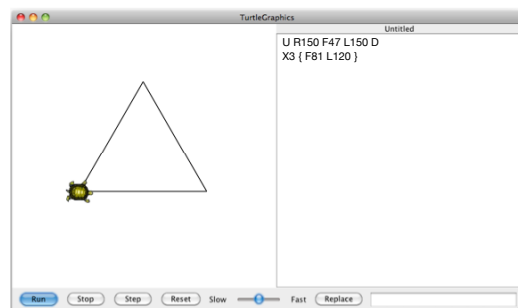 TurtleGraphics
Untitled
U R150 F47 L150 D
X3 { F81 L120 }
Run Stop Step Reset Slow Fast Replace